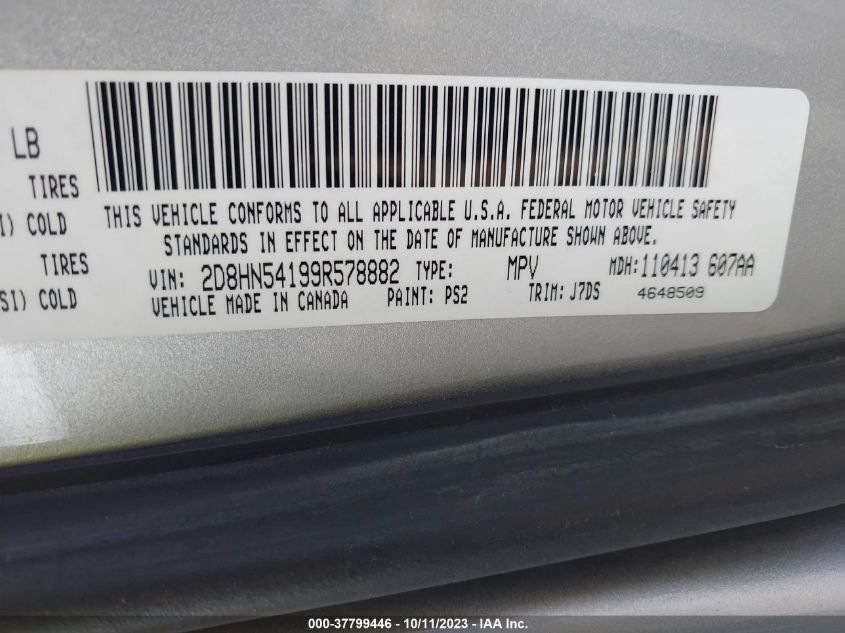 LB
TIRES
I) COLD
TIRES
SI) COLD
THIS VEHICLE CONFORMS TO ALL APPLICABLE U.S.A. FEDERAL MOTOR VEHICLE SAFETY
STANDARDS IN EFFECT ON THE DATE OF MANUFACTURE SHOWN ABOVE.
VIN: 2D8HN54199R578882 TYPE: MPV MDH:110413 607AA
VEHICLE MADE IN CANADA PAINT: PS2 TRIM: J7DS 4648509
000-37799446 - 10/11/2023 - IAA Inc.